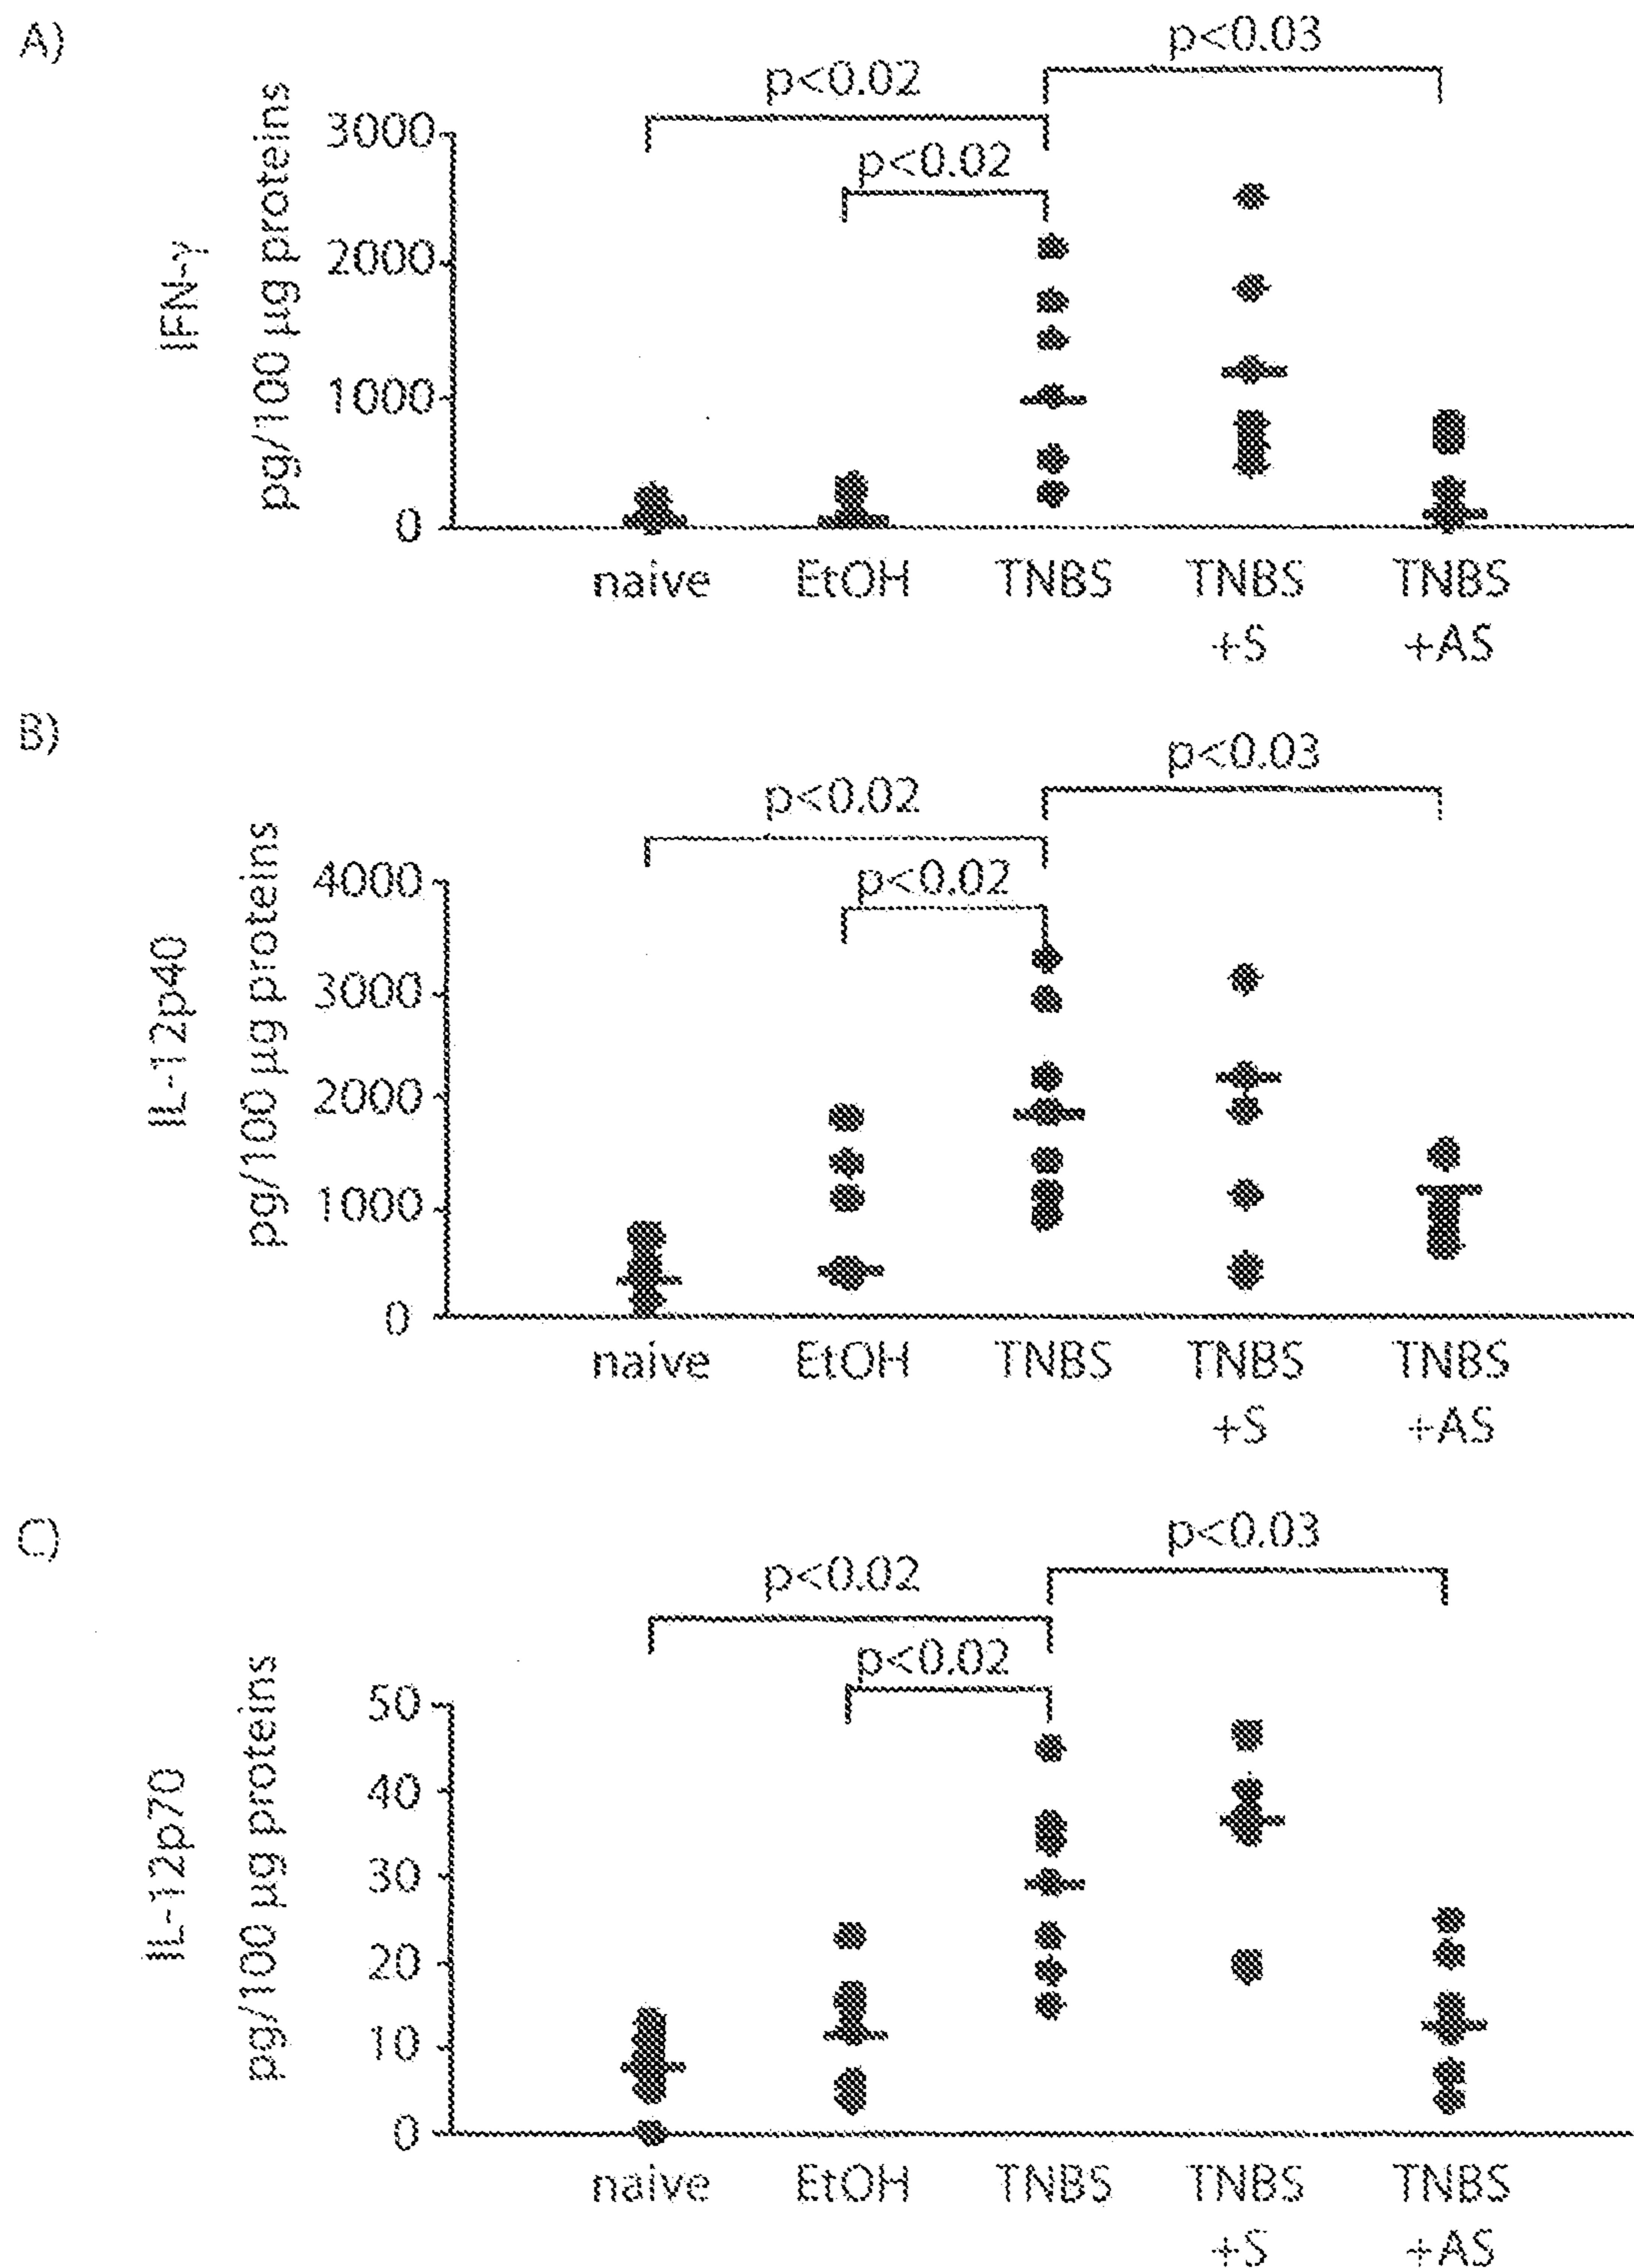 A)
p<0.03
p<0.02
p<0.02
IFN-γ
pg/100 µg proteins
3000
2000
1000
0
naive EtOH TNBS TNBS TNBS
+S +AS
B)
p<0.03
p<0.02
p<0.02
IL-12p40
pg/100 µg proteins
4000
3000
2000
1000
0
naive EtOH TNBS TNBS TNBS
+S +AS
C)
p<0.03
p<0.02
p<0.02
IL-12p70
pg/100 µg proteins
50
40
30
20
10
0
naive EtOH TNBS TNBS TNBS
+S +AS